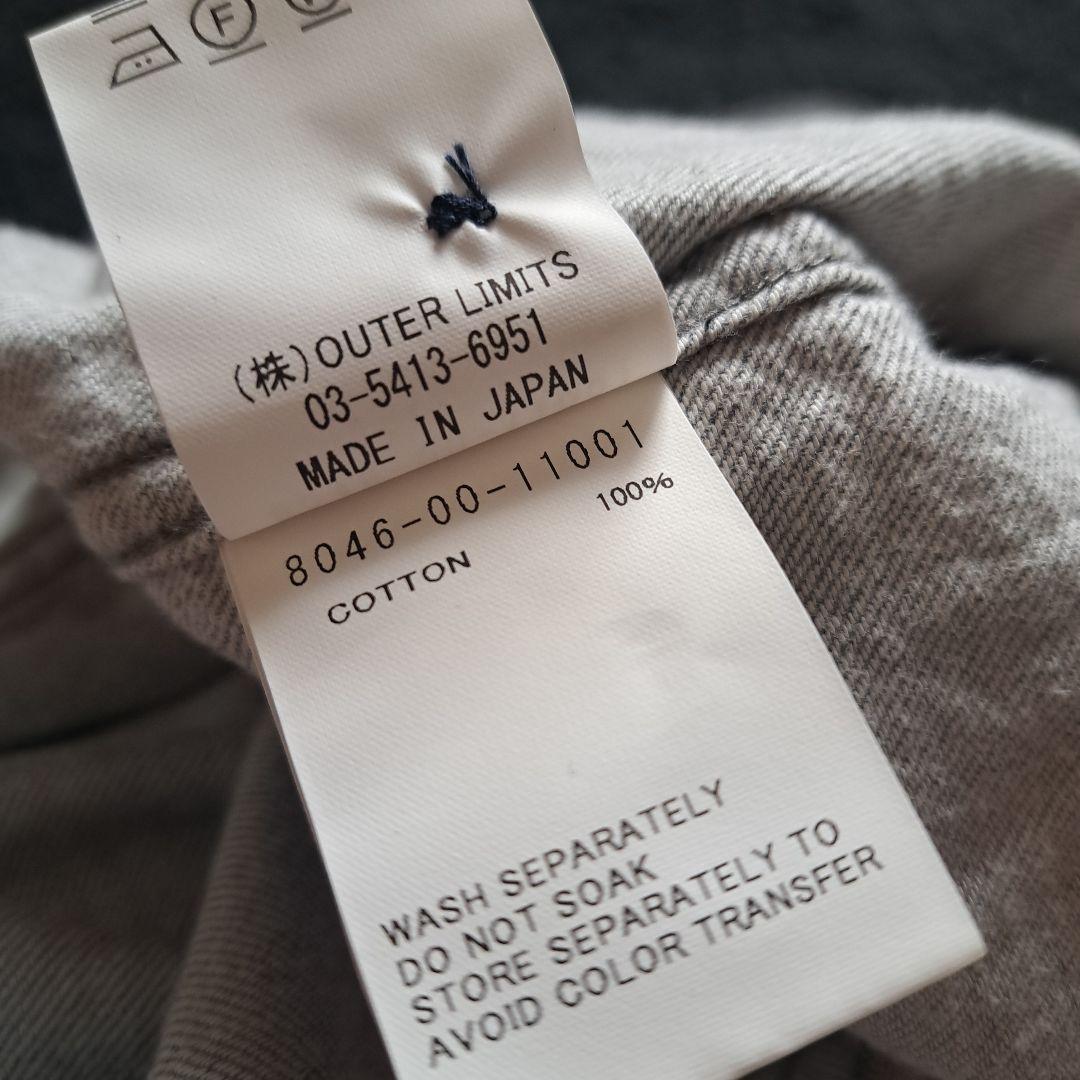 F
(株)OUTER LIMITS
03-5413-6951
MADE IN JAPAN
8046-00-11001
COTTON 100%
WASH SEPARATELY
DO NOT SOAK
STORE SEPARATELY TO
AVOID COLOR TRANSFER